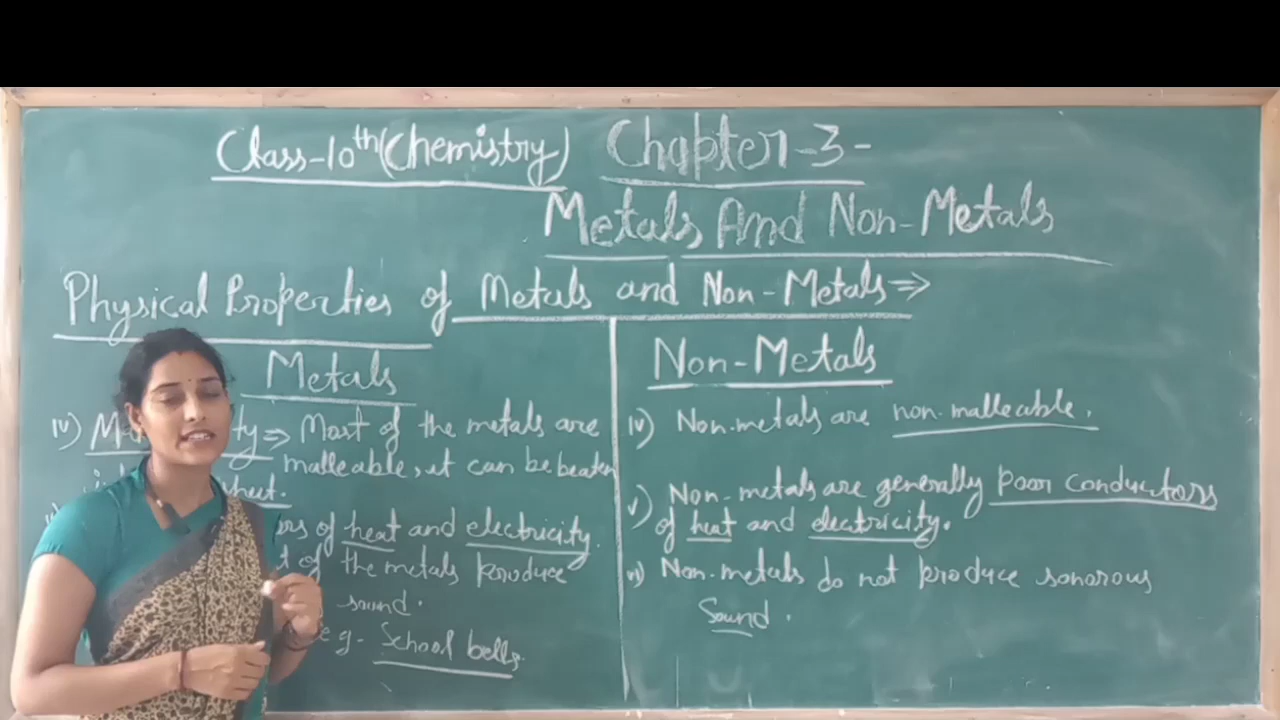 Class-10th (Chemistry) Chapter-3-
Metals And Non-Metals
Physical Properties of Metals and Non-Metals⇒
Metals
iv) ⇒ Most of the metals are
malleable, it can be beaten
sheet.
of heat and electricity.
of the metals produce
sound.
e.g- School bells.
Non-Metals
iv) Non-metals are non-malleable.
v) Non-metals are generally poor conductors
of heat and electricity.
vi) Non-metals do not produce sonorous
Sound.